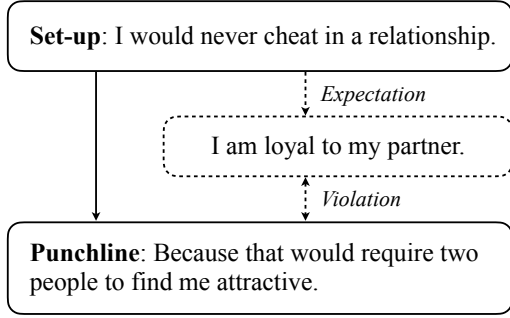 Set-up: I would never cheat in a relationship.
Expectation
I am loyal to my partner.
Violation
Punchline: Because that would require two
people to find me attractive.